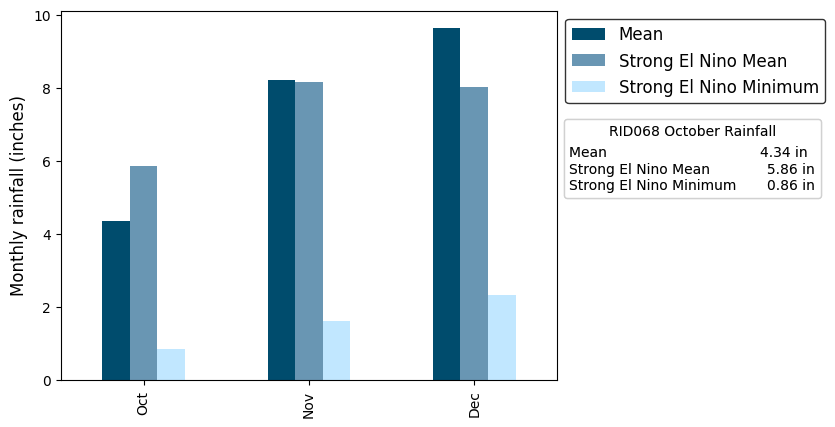 Monthly rainfall (inches)
10
8
6
4
2
0
Oct
Nov
Dec
Mean
Strong El Nino Mean
Strong El Nino Minimum
RID068 October Rainfall
Mean 4.34 in
Strong El Nino Mean 5.86 in
Strong El Nino Minimum 0.86 in